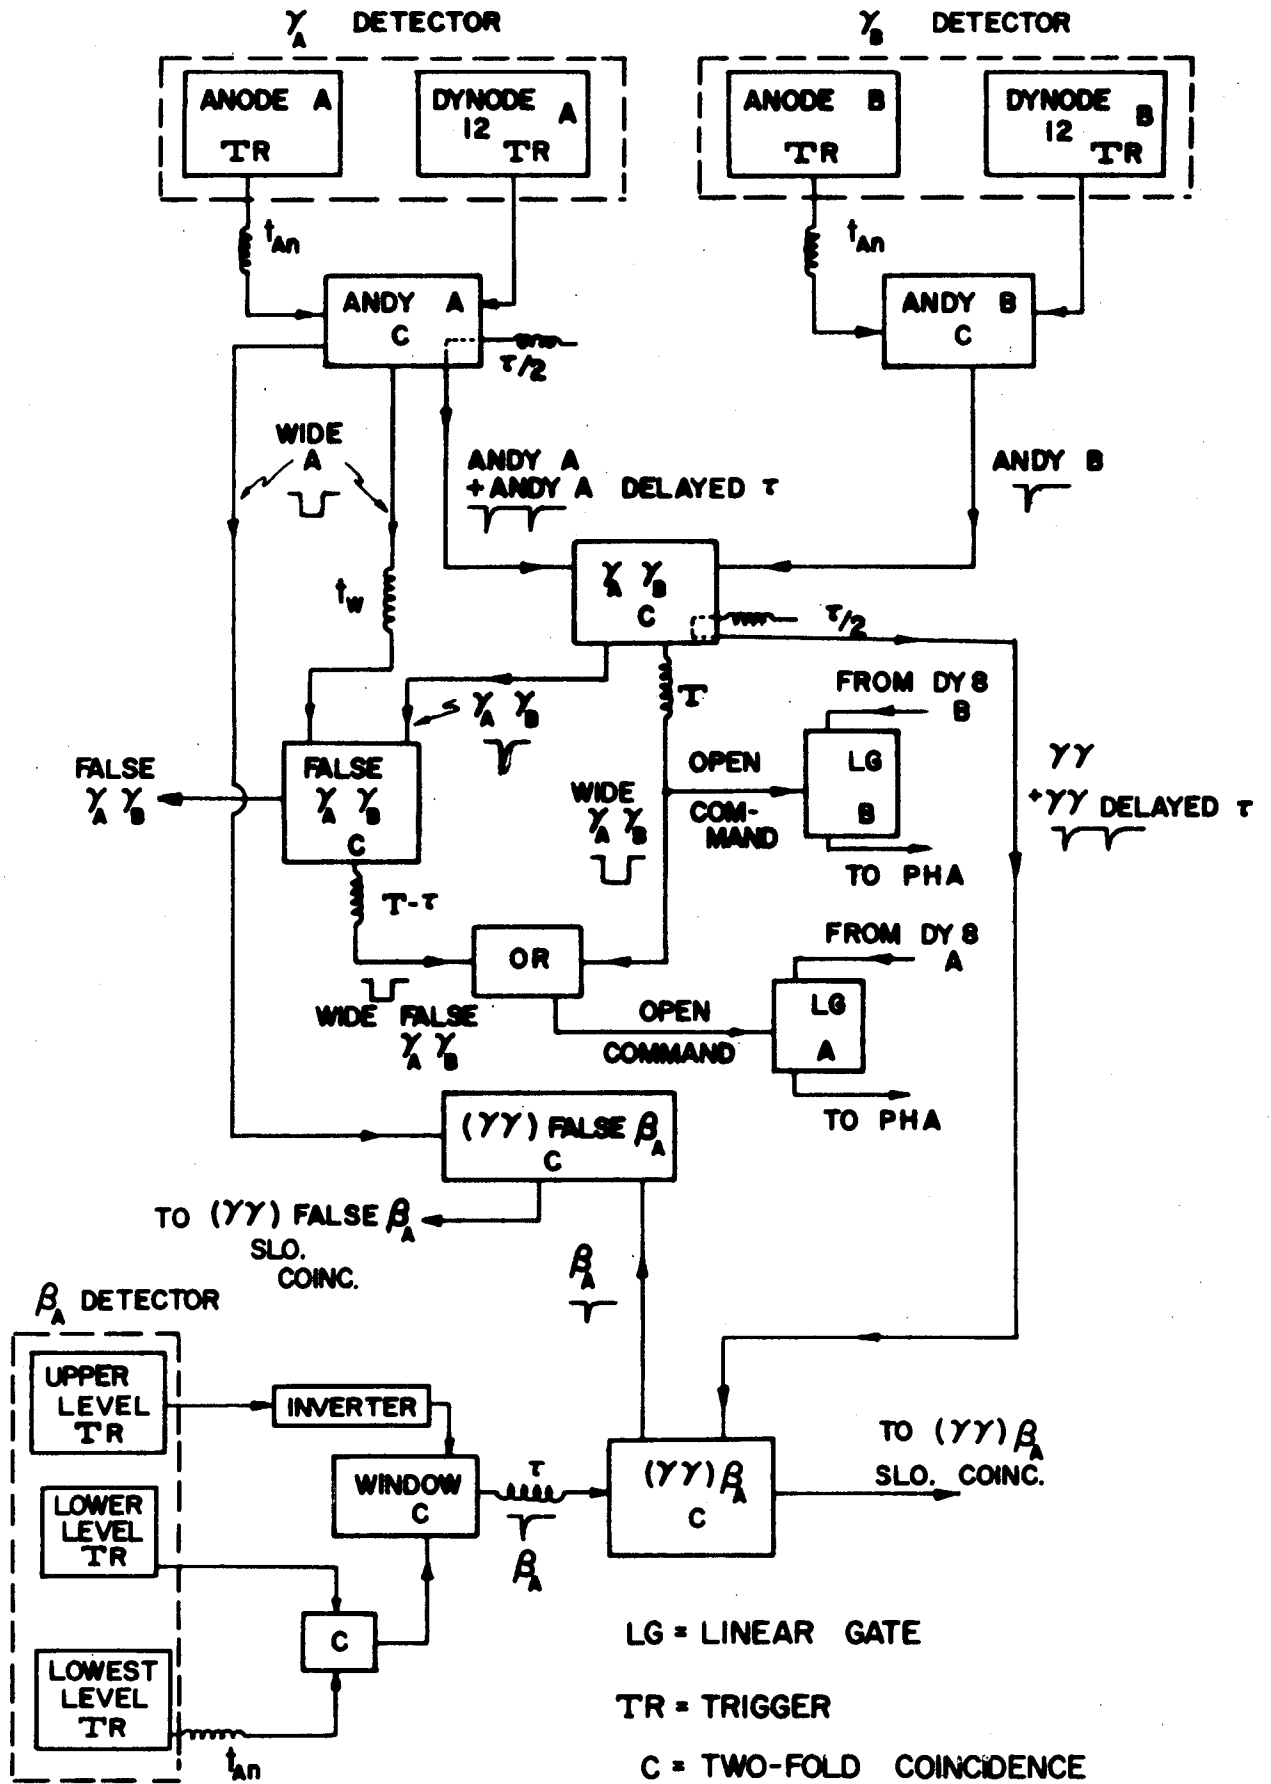 γA DETECTOR
γB DETECTOR
ANODE A
TR
DYNODE A
12
TR
ANODE B
TR
DYNODE B
12
TR
tAn
tAn
ANDY A
C
ANDY B
C
τ/2
WIDE
A
ANDY A
+ANDY A DELAYED τ
ANDY B
tw
γA γB
C
τ/2
T
γA γB
FROM DY8
B
LG
B
OPEN
COM-
MAND
TO PHA
γγ
+γγ DELAYED τ
FALSE
γA γB
FALSE
γA γB
C
WIDE
γA γB
T-τ
OR
WIDE FALSE
γA γB
FROM DY8
A
LG
A
OPEN
COMMAND
TO PHA
(γγ) FALSE βA
C
TO (γγ) FALSE βA
SLO.
COINC.
βA
βA DETECTOR
UPPER
LEVEL
TR
INVERTER
LOWER
LEVEL
TR
WINDOW
C
τ
βA
(γγ) βA
C
TO (γγ) βA
SLO. COINC.
C
LOWEST
LEVEL
TR
tAn
LG = LINEAR GATE
TR = TRIGGER
C = TWO-FOLD COINCIDENCE